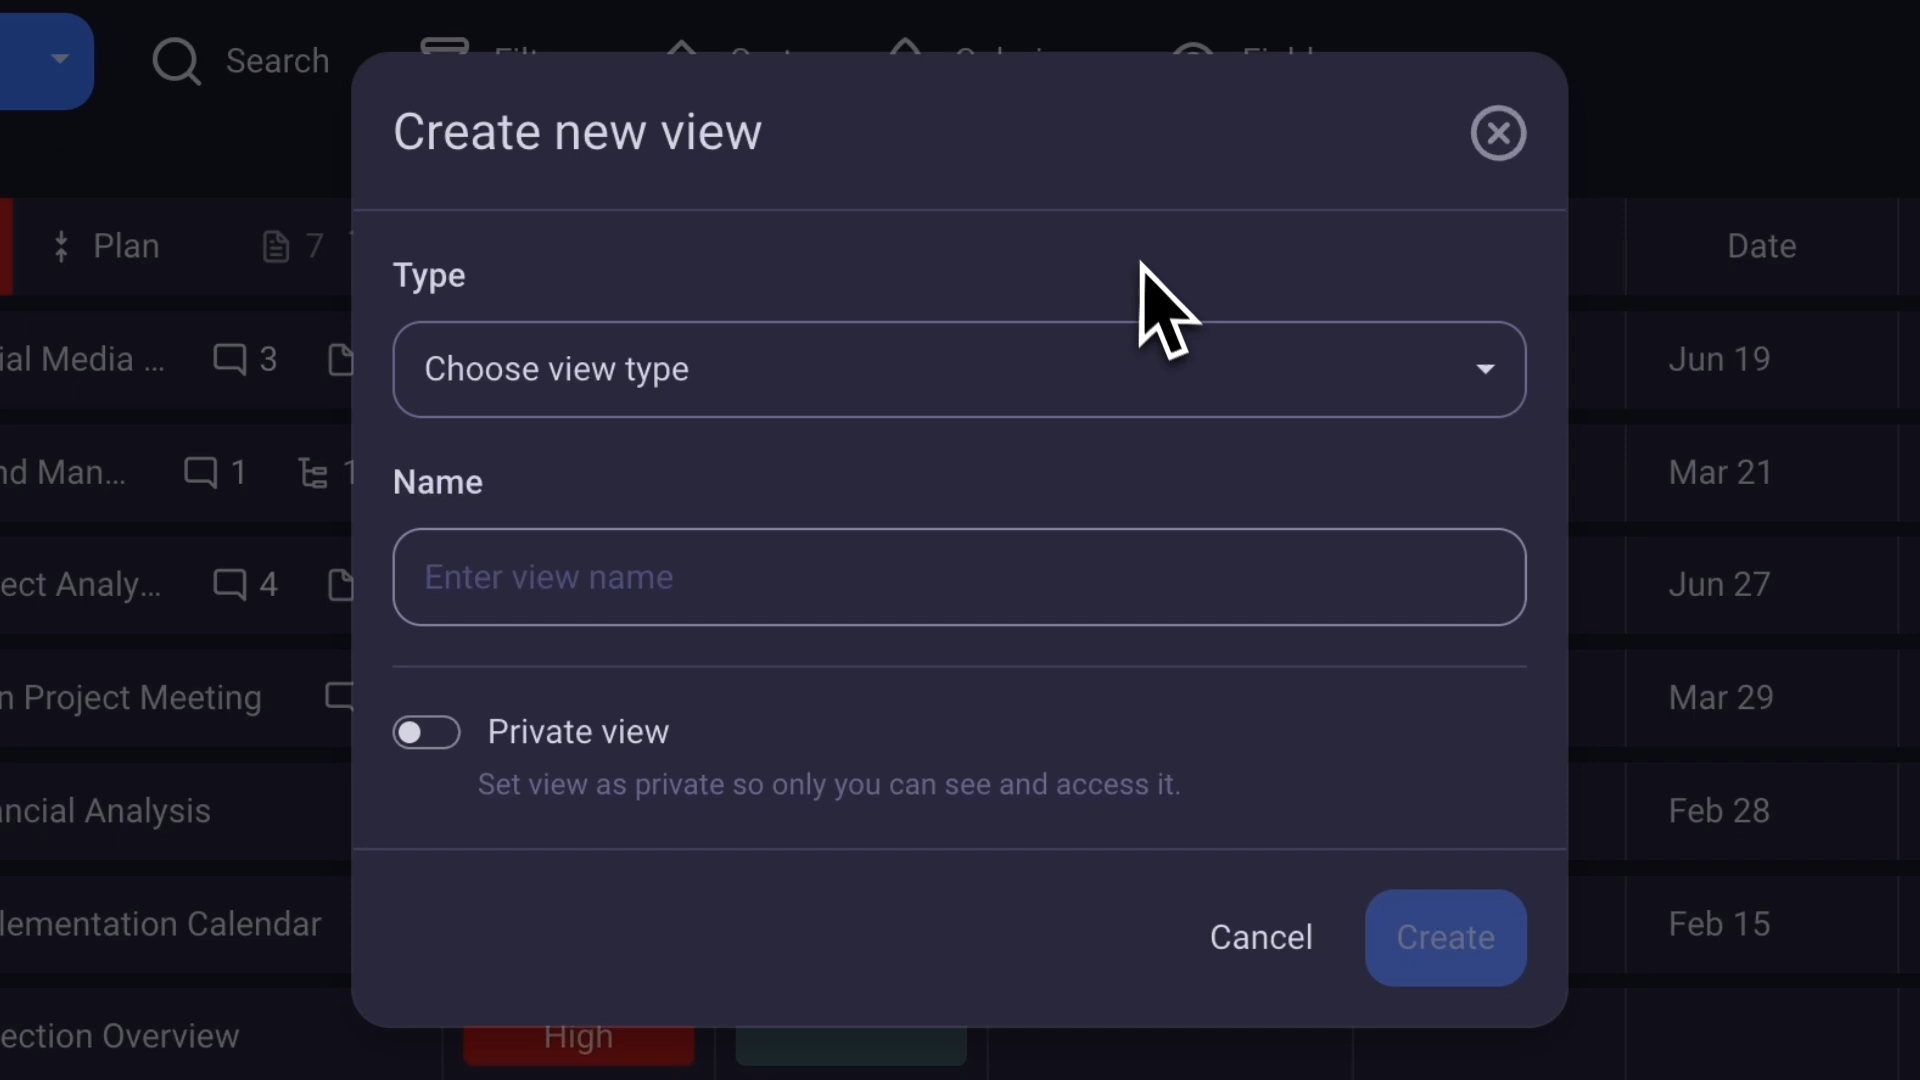 Search
Create new view
Plan 7
Date
Type
ial Media ... 3
Choose view type
Jun 19
nd Man... 1 1
Name
Mar 21
ect Analy... 4
Enter view name
Jun 27
n Project Meeting
Private view
Mar 29
Set view as private so only you can see and access it.
ncial Analysis
Feb 28
lementation Calendar
Cancel
Create
Feb 15
ection Overview
High